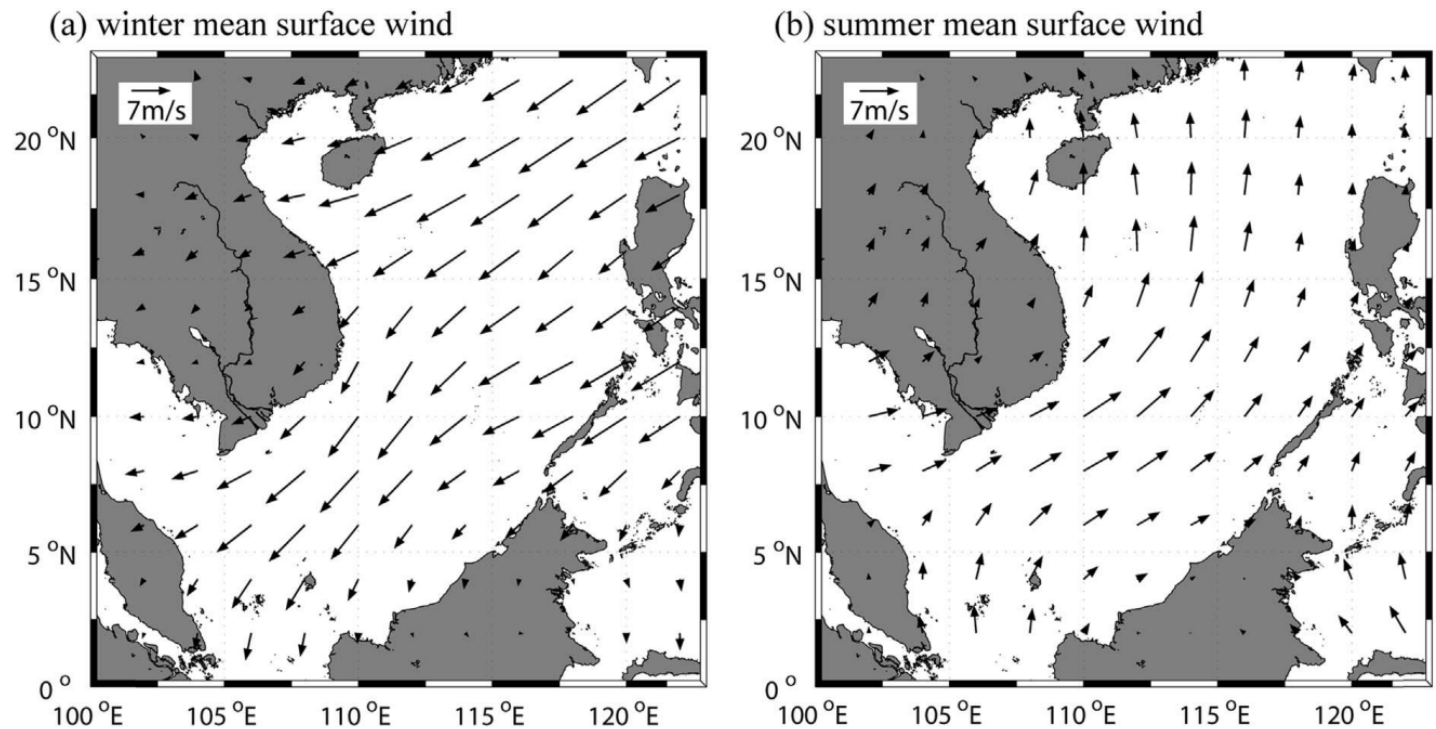 (a) winter mean surface wind
7m/s
20 °N
15 °N
10 °N
5 °N
0 °
100 °E 105 °E 110 °E 115 °E 120 °E
(b) summer mean surface wind
7m/s
20 °N
15 °N
10 °N
5 °N
0 °
100 °E 105 °E 110 °E 115 °E 120 °E